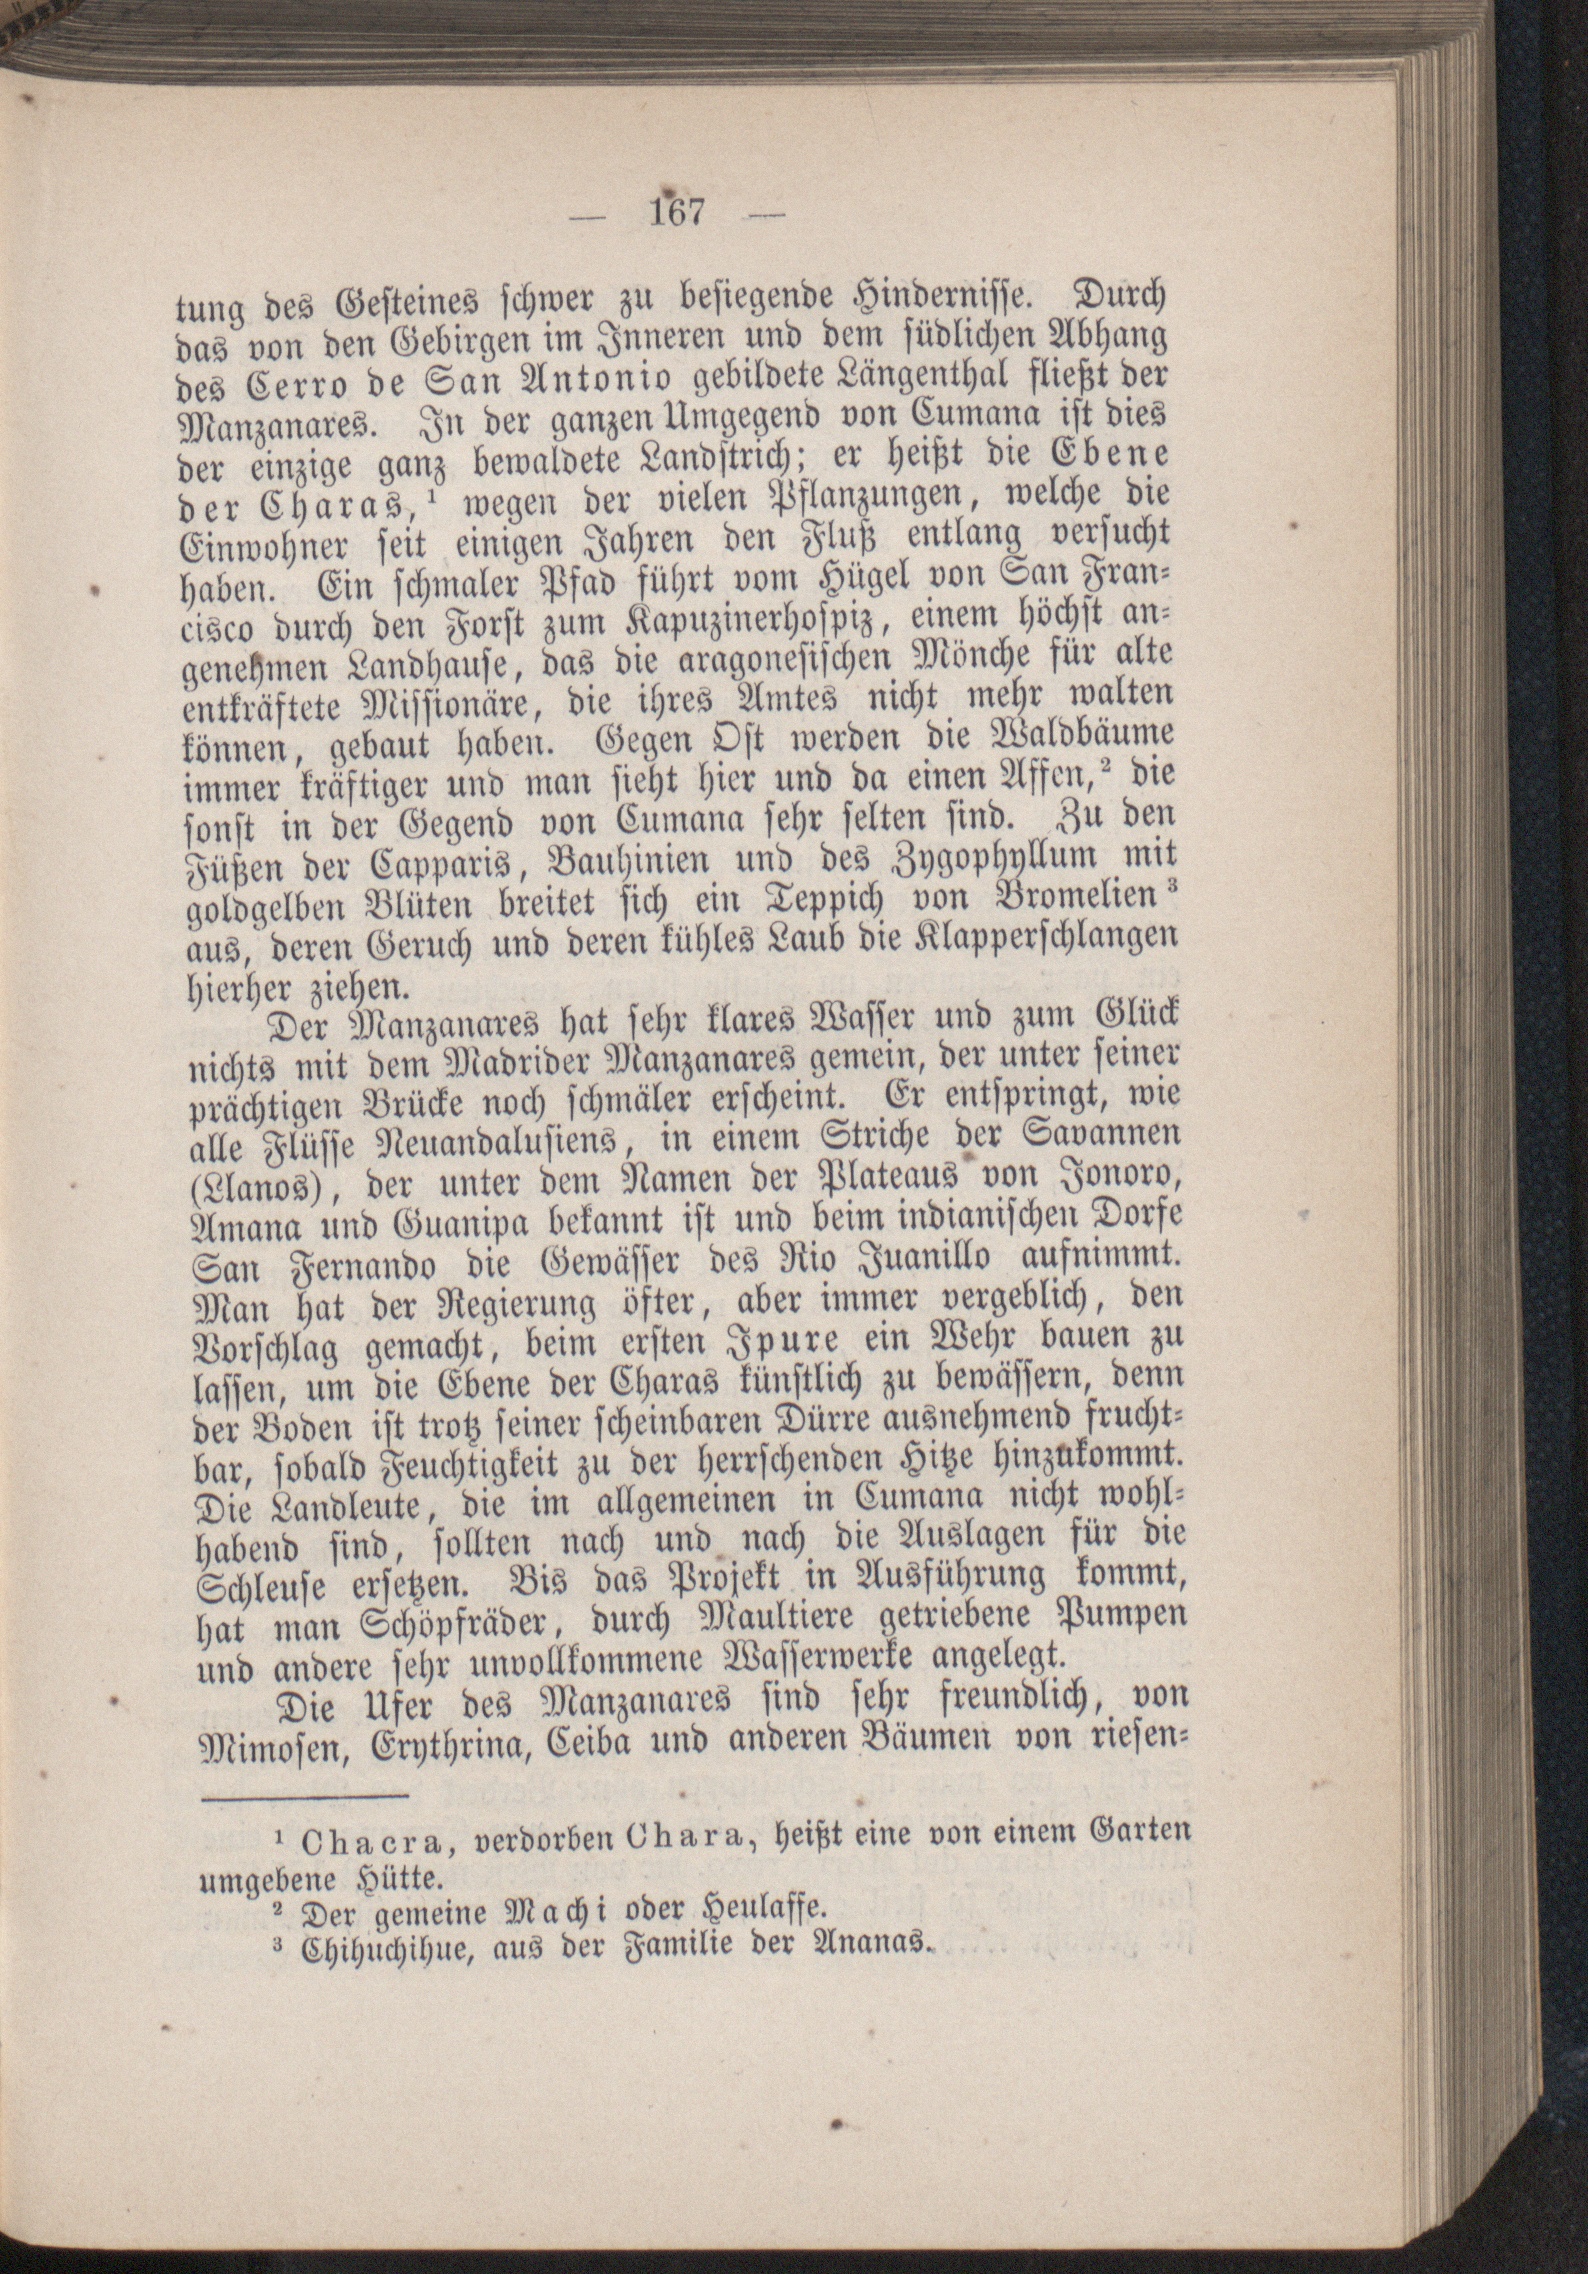 — 167 —
tung des Gesteines schwer zu besiegende Hindernisse. Durch
das von den Gebirgen im Inneren und dem südlichen Abhang
des Cerro de San Antonio gebildete Längenthal fließt der
Manzanares. In der ganzen Umgegend von Cumana ist dies
der einzige ganz bewaldete Landstrich; er heißt die Ebene
der Charas,¹ wegen der vielen Pflanzungen, welche die
Einwohner seit einigen Jahren den Fluß entlang versucht
haben. Ein schmaler Pfad führt vom Hügel von San Fran-
cisco durch den Forst zum Kapuzinerhospiz, einem höchst an-
genehmen Landhause, das die aragonesischen Mönche für alte
entkräftete Missionäre, die ihres Amtes nicht mehr walten
können, gebaut haben. Gegen Ost werden die Waldbäume
immer kräftiger und man sieht hier und da einen Affen,² die
sonst in der Gegend von Cumana sehr selten sind. Zu den
Füßen der Capparis, Bauhinien und des Zygophyllum mit
goldgelben Blüten breitet sich ein Teppich von Bromelien³
aus, deren Geruch und deren kühles Laub die Klapperschlangen
hierher ziehen.
Der Manzanares hat sehr klares Wasser und zum Glück
nichts mit dem Madrider Manzanares gemein, der unter seiner
prächtigen Brücke noch schmäler erscheint. Er entspringt, wie
alle Flüsse Neuandalusiens, in einem Striche der Savannen
(Llanos), der unter dem Namen der Plateaus von Jonoro,
Amana und Guanipa bekannt ist und beim indianischen Dorfe
San Fernando die Gewässer des Rio Juanillo aufnimmt.
Man hat der Regierung öfter, aber immer vergeblich, den
Vorschlag gemacht, beim ersten Ipure ein Wehr bauen zu
lassen, um die Ebene der Charas künstlich zu bewässern, denn
der Boden ist trotz seiner scheinbaren Dürre ausnehmend frucht-
bar, sobald Feuchtigkeit zu der herrschenden Hitze hinzukommt.
Die Landleute, die im allgemeinen in Cumana nicht wohl-
habend sind, sollten nach und nach die Auslagen für die
Schleuse ersetzen. Bis das Projekt in Ausführung kommt,
hat man Schöpfräder, durch Maultiere getriebene Pumpen
und andere sehr unvollkommene Wasserwerke angelegt.
Die Ufer des Manzanares sind sehr freundlich, von
Mimosen, Erythrina, Ceiba und anderen Bäumen von riesen-
¹ Chacra, verdorben Chara, heißt eine von einem Garten
umgebene Hütte.
² Der gemeine Machi oder Heulaffe.
³ Chihuchihue, aus der Familie der Ananas.